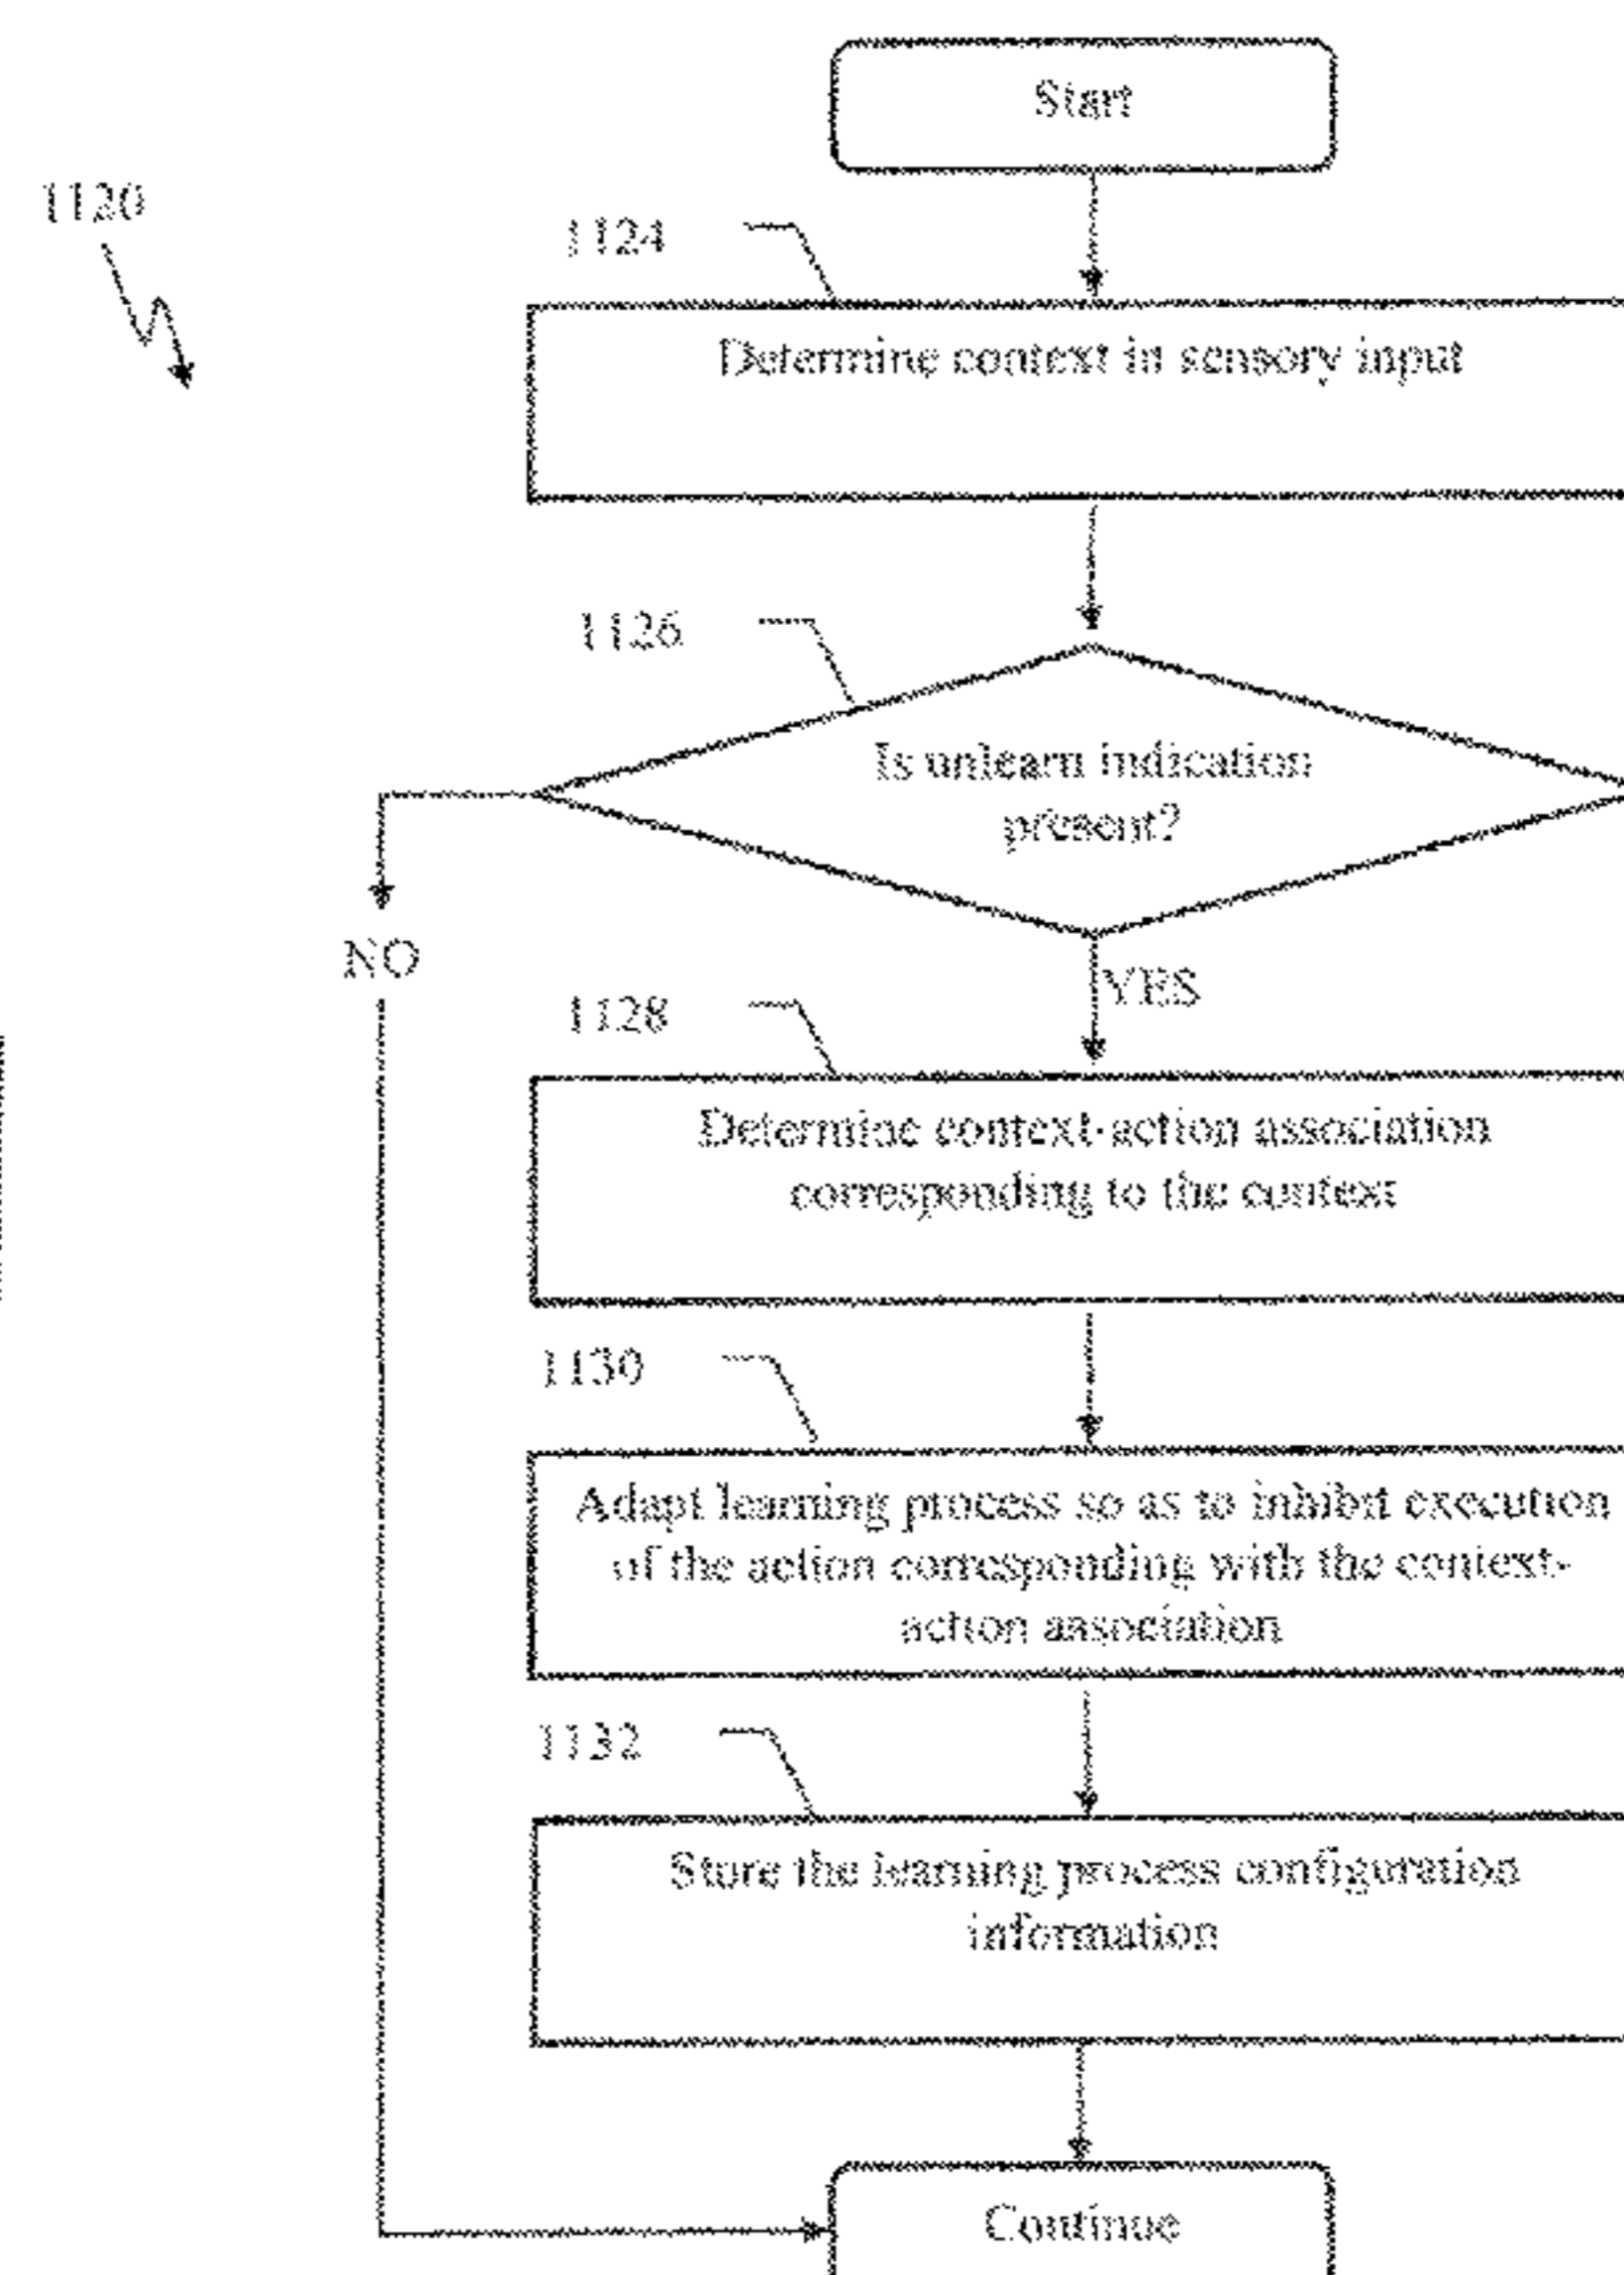 Start
1120
1124
Determine context in sensory input
1126
Is unlearn indication
present?
NO
YES
1128
Determine context-action association
corresponding to the context
1130
Adapt learning process so as to inhibit execution
of the action corresponding with the context-
action association
1132
Store the learning process configuration
information
Continue